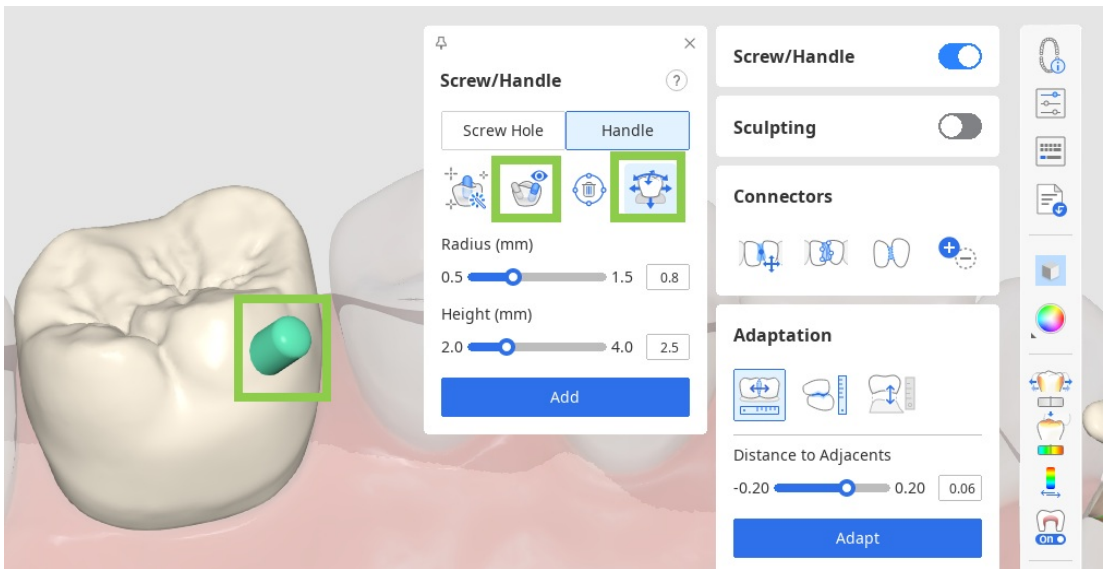 Screw/Handle
?
Screw Hole
Handle
Radius (mm)
0.5
1.5
0.8
Height (mm)
2.0
4.0
2.5
Add
Screw/Handle
Sculpting
Connectors
Adaptation
Distance to Adjacents
-0.20
0.20
0.06
Adapt
On